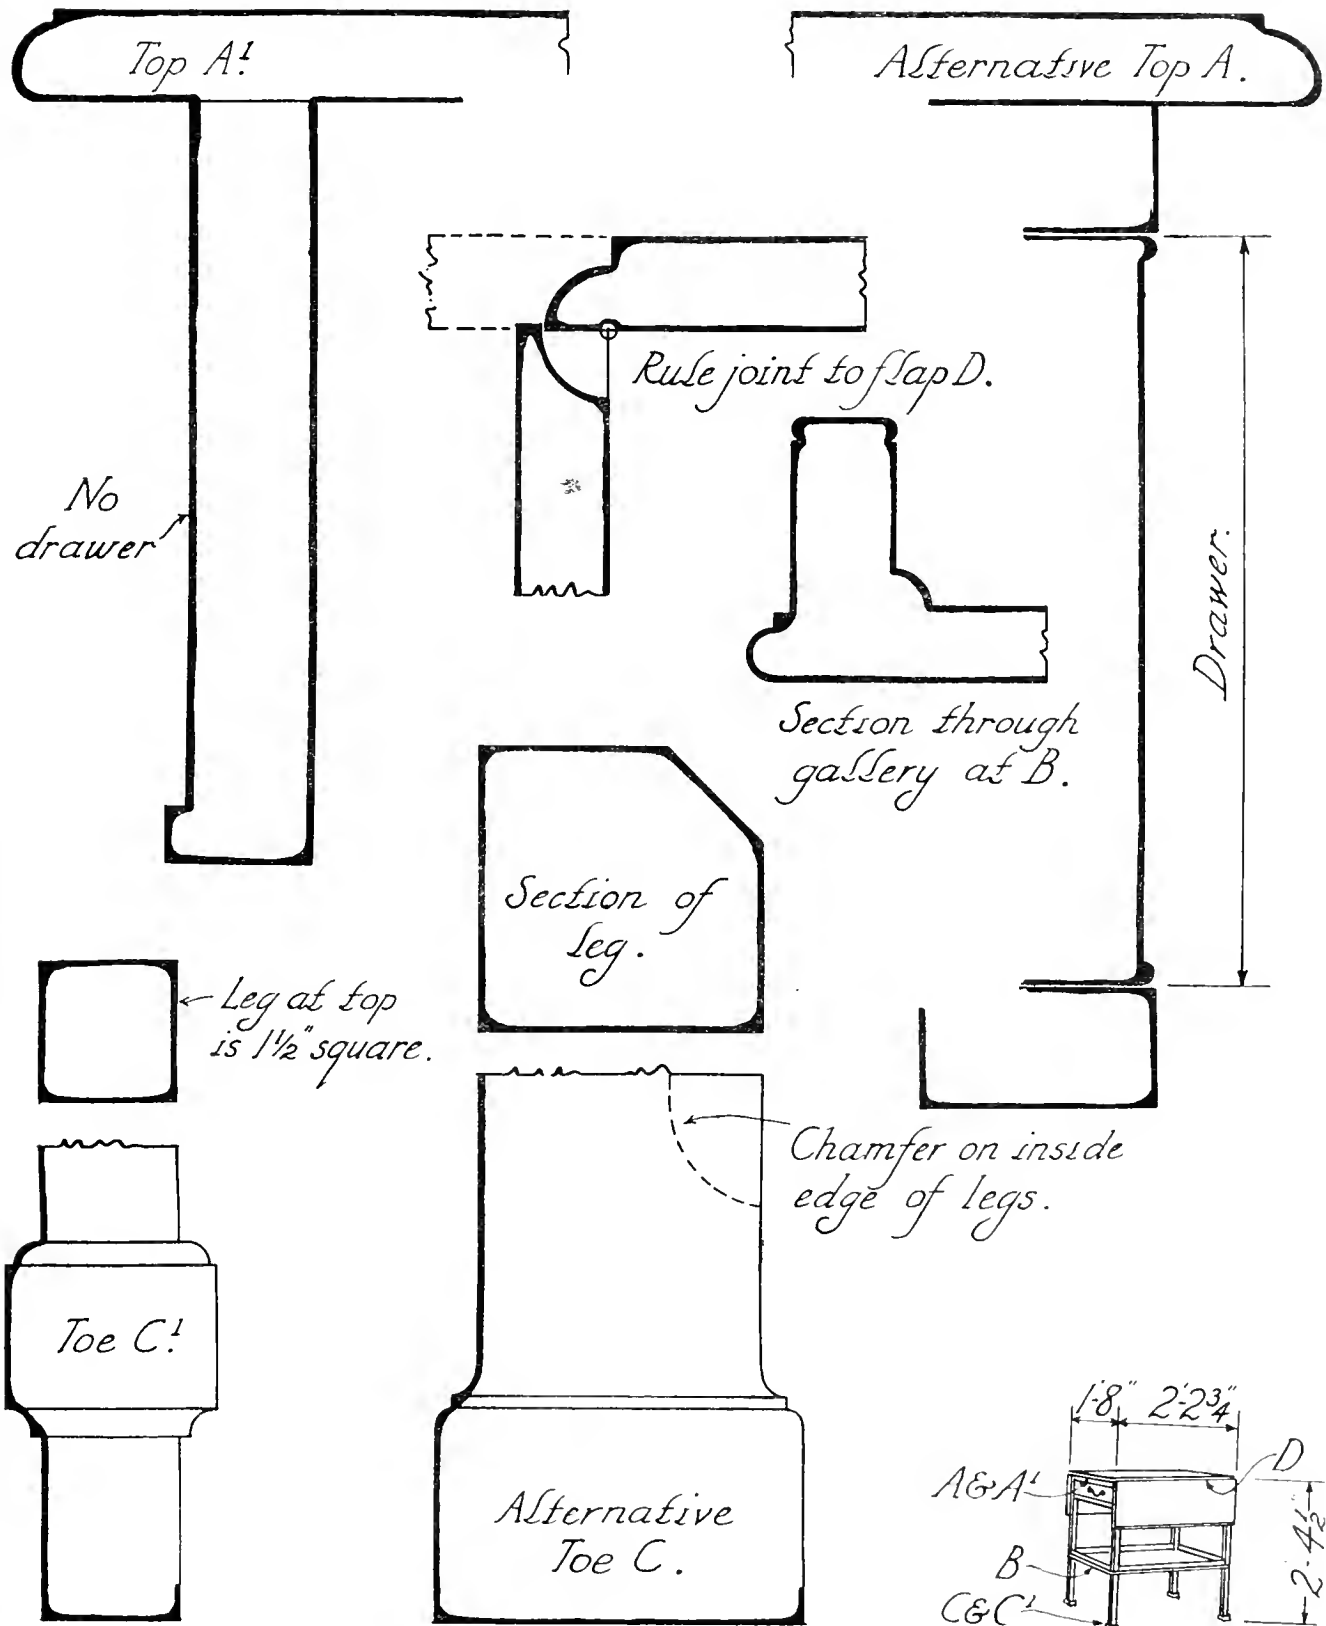 Top A¹.
Alternative Top A.
Rule joint to flap D.
No
drawer
Drawer.
Section through
gallery at B.
Section of
leg.
Leg at top
is 1½" square.
Chamfer on inside
edge of legs.
Toe C¹.
Alternative
Toe C.
1'-8" 2'-2¾"
A&A¹
D
B
C&C¹
2'-4½"